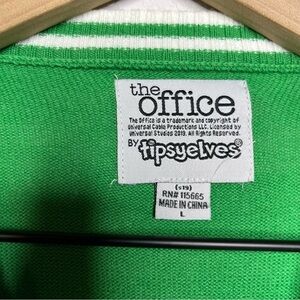 the
office
The Office is a trademark and copyright of
Universal Cable Productions LLC. Licensed by
Universal Studios 2019. All Rights Reserved.
BY tipsyelves®
(s19)
RN# 115665
MADE IN CHINA
L